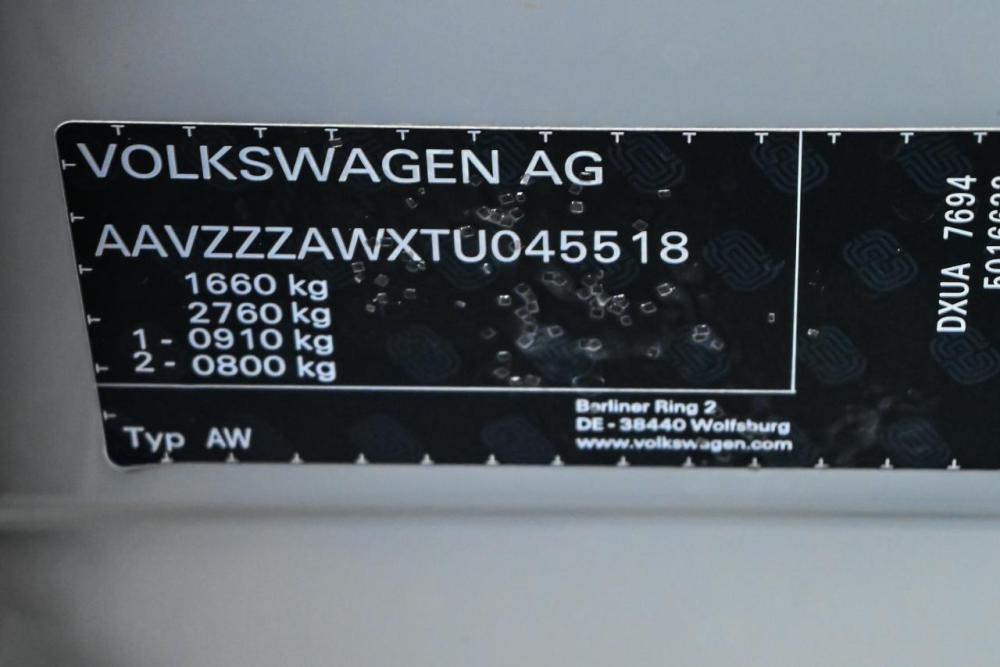 VOLKSWAGEN AG
AAVZZZAWXTU045518
1660 kg
2760 kg
1 - 0910 kg
2 - 0800 kg
Typ AW
Berliner Ring 2
DE - 38440 Wolfsburg
www.volkswagen.com
DXUA 7694